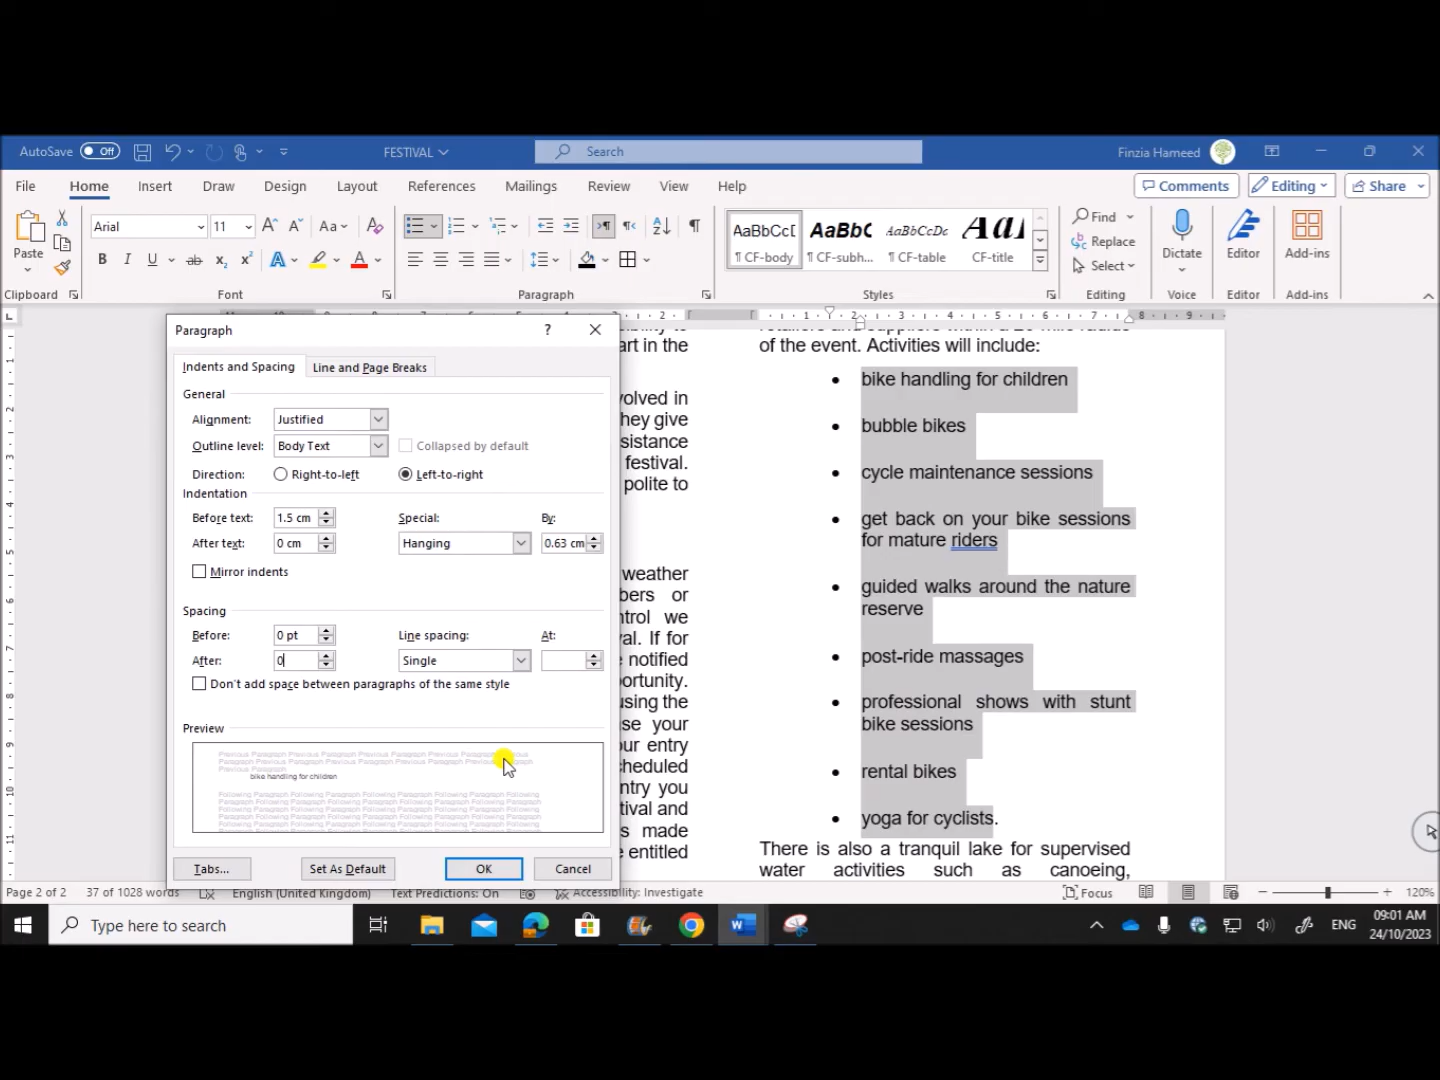 AutoSave Off FESTIVAL Search Finzia Hameed
File Home Insert Draw Design Layout References Mailings Review View Help Comments Editing Share
Arial 11 Aa AaBbCcD AaBbC AaBbCcDc AaI Find
Paste Replace
B I U ab x₂ x² A A ¶ CF-body ¶ CF-subh... ¶ CF-table CF-title Select Dictate Editor Add-ins
Clipboard Font Paragraph Styles Editing Voice Editor Add-ins
Paragraph
Indents and Spacing Line and Page Breaks
General
Alignment: Justified
Outline level: Body Text Collapsed by default
Direction: Right-to-left Left-to-right
Indentation
Before text: 1.5 cm Special: By:
After text: 0 cm Hanging 0.63 cm
Mirror indents
Spacing
Before: 0 pt Line spacing: At:
After: 0 Single
Don't add space between paragraphs of the same style
Preview
bike handling for children
Tabs... Set As Default OK Cancel
art in the
volved in
hey give
sistance
festival.
polite to
weather
bers or
ntrol we
al. If for
notified
ortunity.
using the
se your
ur entry
heduled
ntry you
tival and
s made
entitled
of the event. Activities will include:
• bike handling for children
• bubble bikes
• cycle maintenance sessions
• get back on your bike sessions
for mature riders
• guided walks around the nature
reserve
• post-ride massages
• professional shows with stunt
bike sessions
• rental bikes
• yoga for cyclists.
There is also a tranquil lake for supervised
water activities such as canoeing,
Page 2 of 2 37 of 1028 words English (United Kingdom) Text Predictions: On Accessibility: Investigate Focus 120%
Type here to search ENG 09:01 AM
24/10/2023